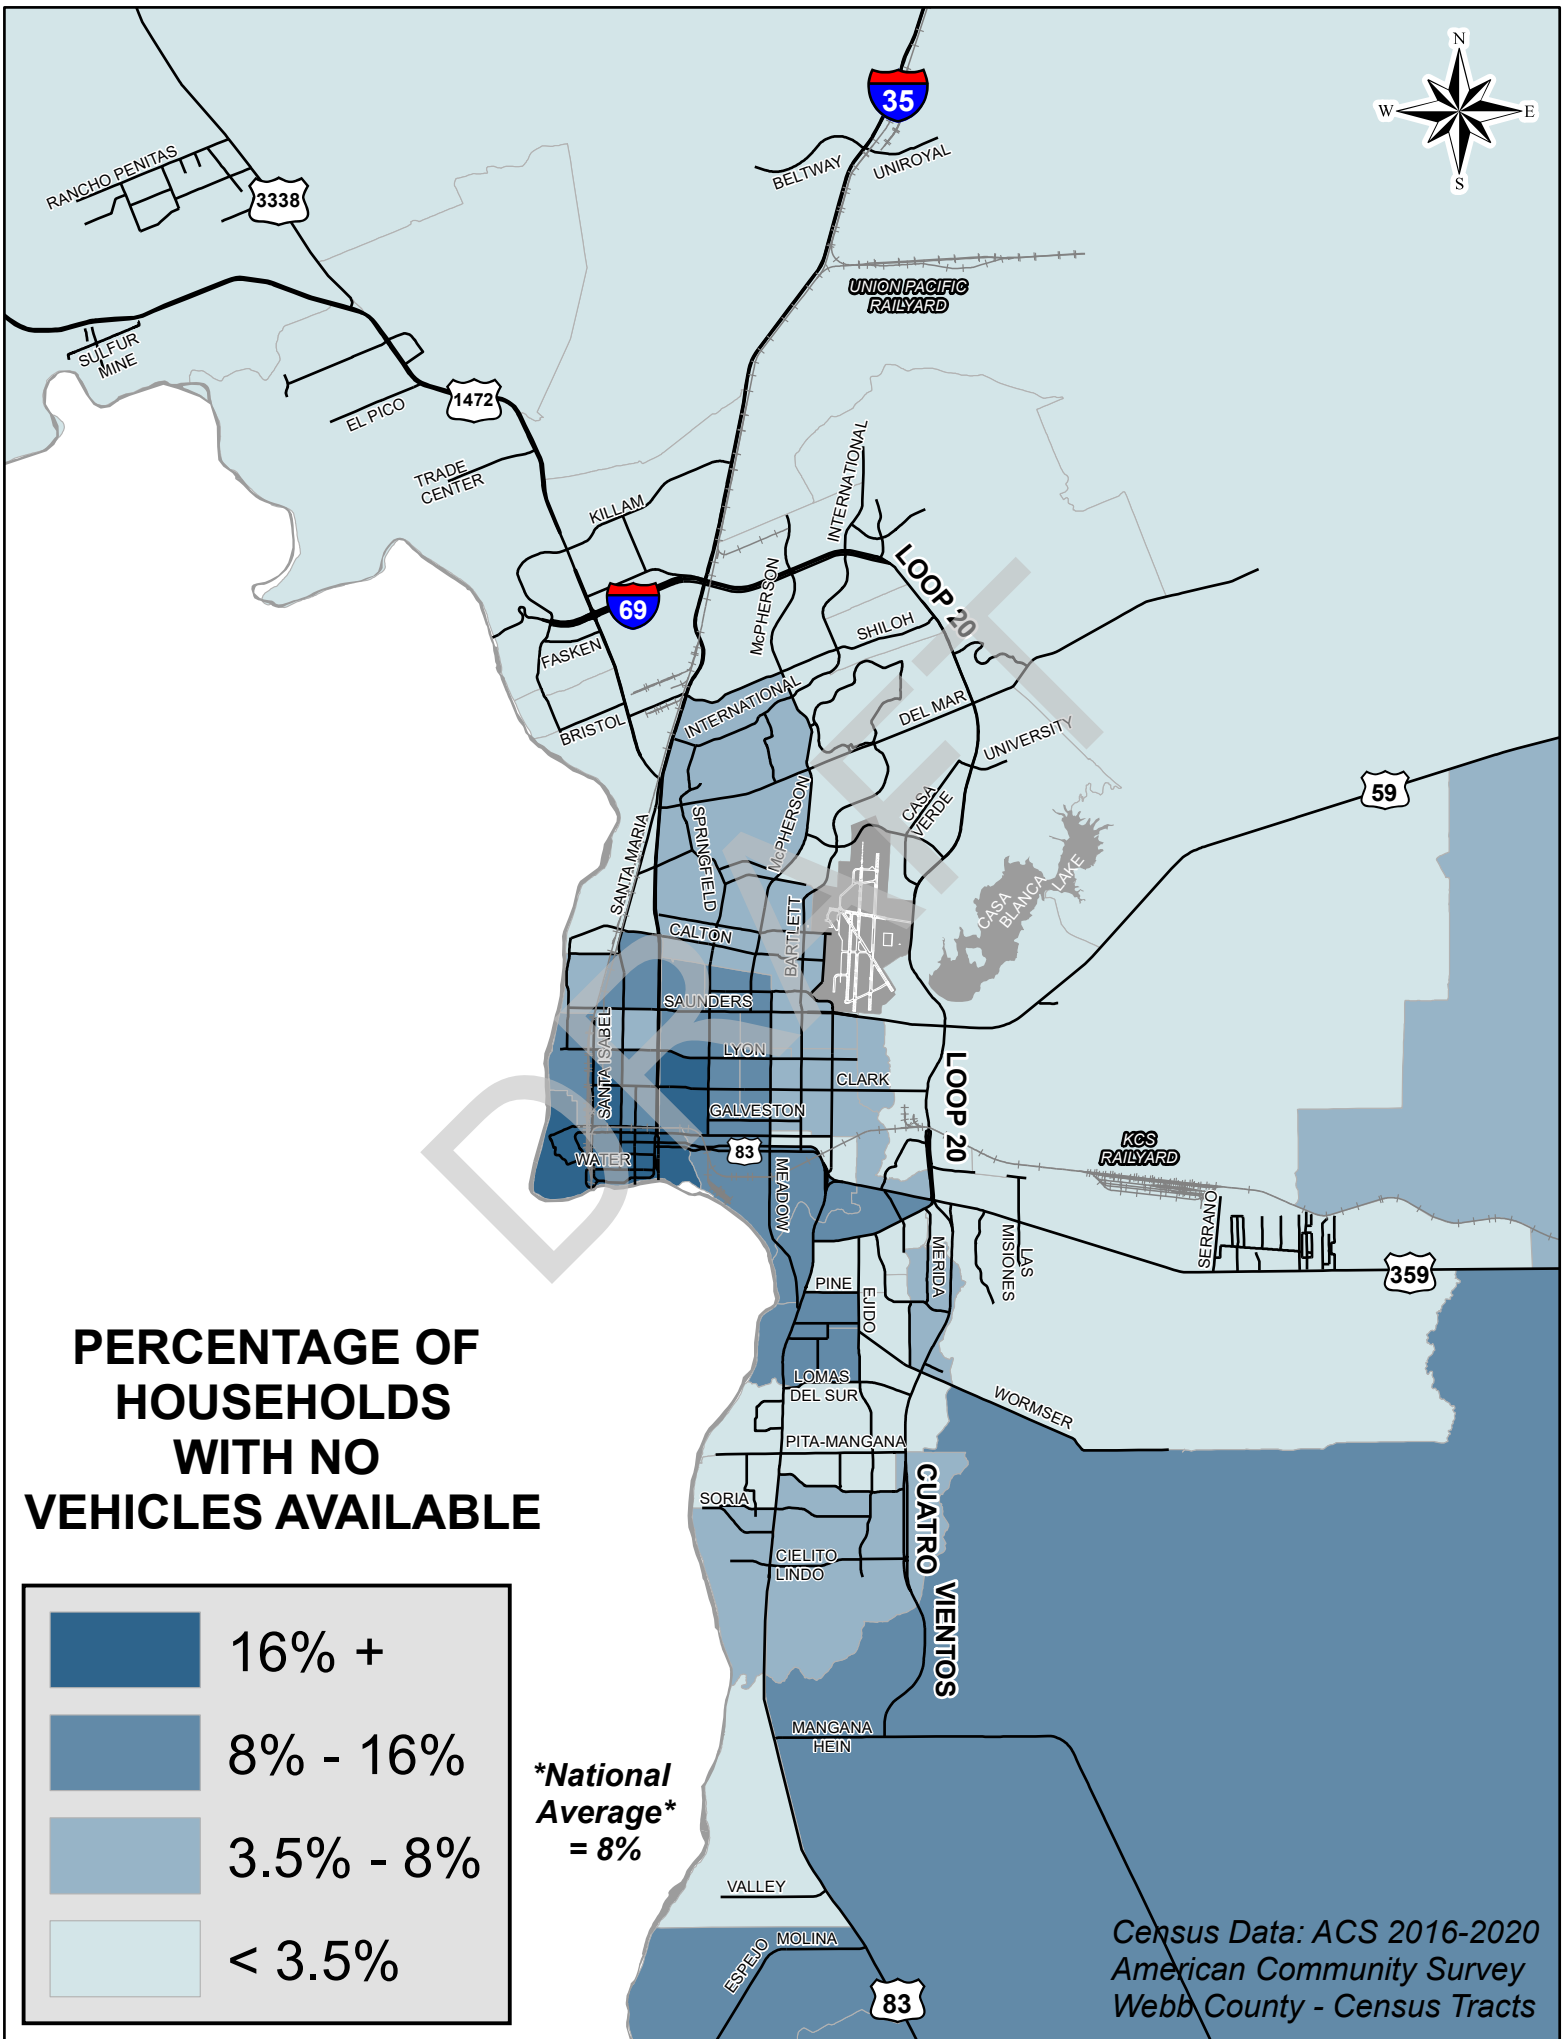 N
W
E
S
35
BELTWAY
UNIROYAL
RANCHO PENITAS
3338
UNION PACIFIC
RAILYARD
SULFUR
MINE
EL PICO
1472
TRADE
CENTER
KILLAM
INTERNATIONAL
LOOP 20
69
McPHERSON
SHILOH
FASKEN
INTERNATIONAL
BRISTOL
DEL MAR
UNIVERSITY
59
CASA
VERDE
SANTA MARIA
SPRINGFIELD
McPHERSON
CASA
BLANCA
LAKE
CALTON
BARTLETT
SAUNDERS
SANTA ISABEL
LYON
CLARK
LOOP 20
GALVESTON
83
WATER
KCS
RAILYARD
MEADOW
SERRANO
MERIDA
LAS
MISIONES
359
PINE
EJIDO
LOMAS
DEL SUR
WORMSER
PITA-MANGANA
SORIA
CUATRO VIENTOS
CIELITO
LINDO
MANGANA
HEIN
VALLEY
MOLINA
ESPEJO
83
DRAFT
PERCENTAGE OF
HOUSEHOLDS
WITH NO
VEHICLES AVAILABLE
16% +
8% - 16%
3.5% - 8%
< 3.5%
*National
Average*
= 8%
Census Data: ACS 2016-2020
American Community Survey
Webb County - Census Tracts